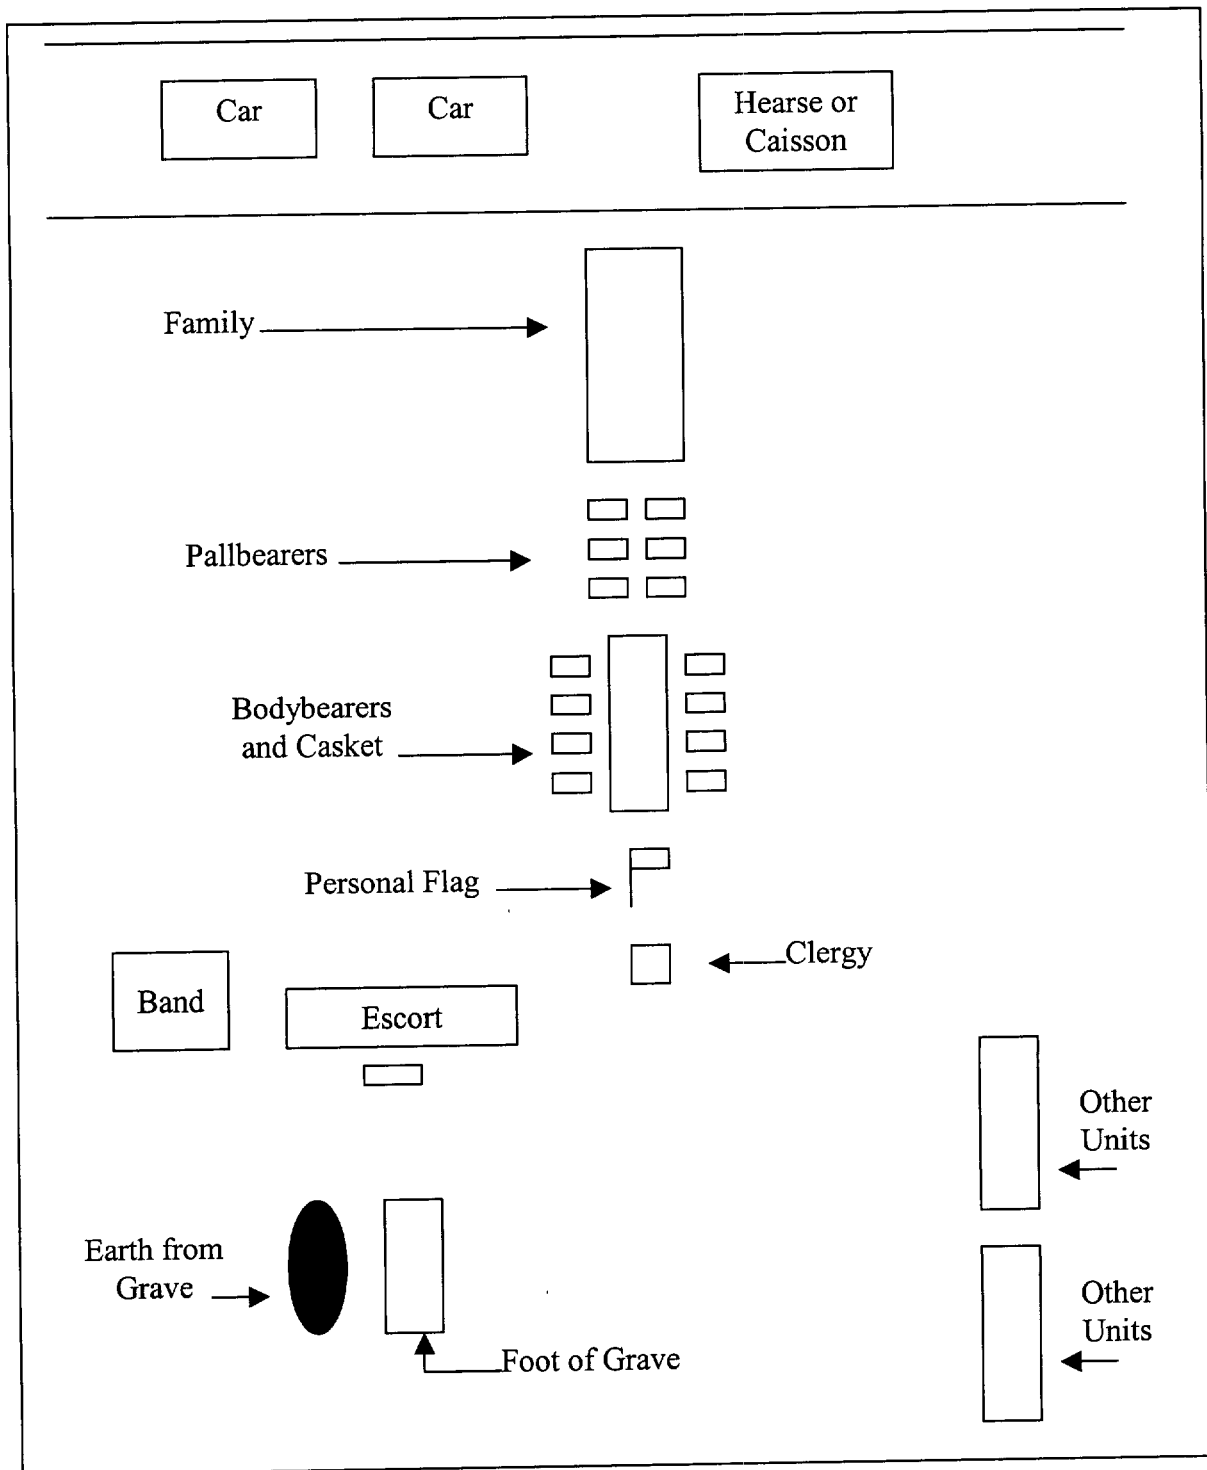 Car
Car
Hearse or
Caisson
Family
Pallbearers
Bodybearers
and Casket
Personal Flag
Clergy
Band
Escort
Other
Units
Earth from
Grave
Other
Units
Foot of Grave